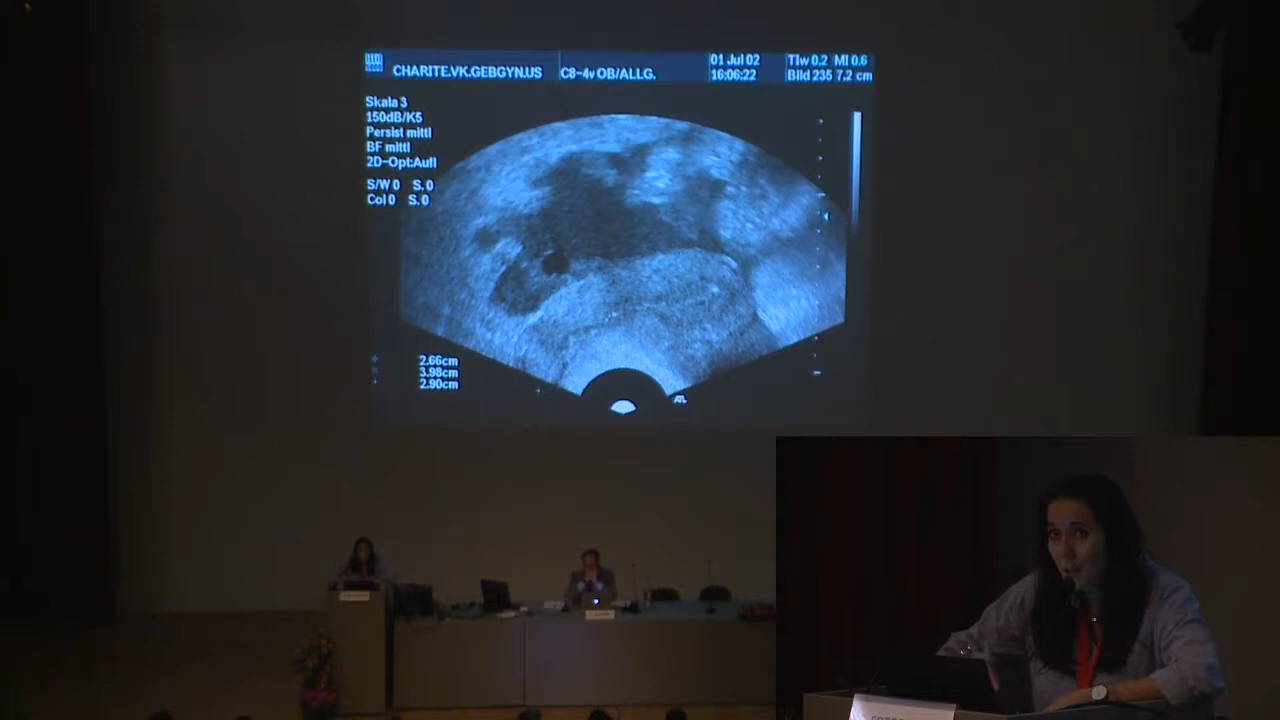 CHARITE.VK.GEBGYN.US
C8-4v OB/ALLG.
01 Jul 02
16:06:22
TIw 0.2 MI 0.6
Bild 235 7.2 cm
Skala 3
150dB/K5
Persist mittl
BF mittl
2D-Opt:Aufl
S/W 0 S. 0
Col 0 S. 0
2.66cm
3.98cm
2.90cm
ATL